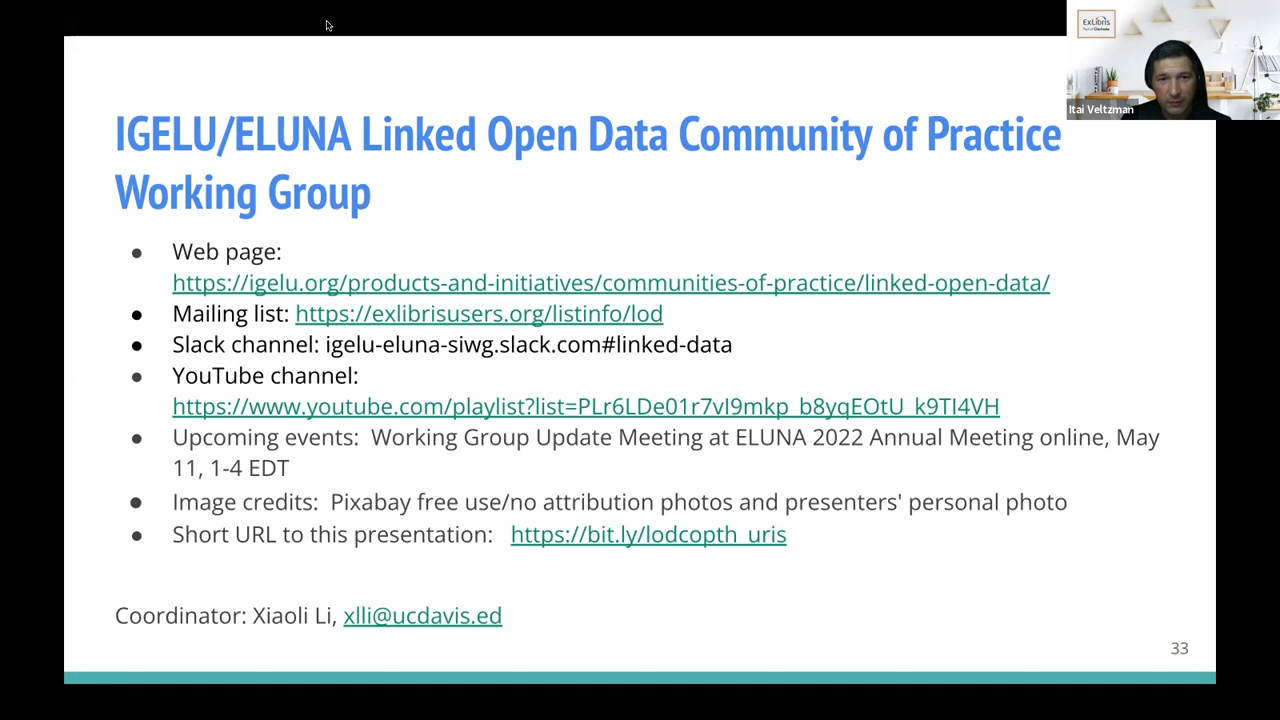 ExLibris
Part of Clarivate
Itai Veltzman
IGELU/ELUNA Linked Open Data Community of Practice
Working Group
● Web page:
https://igelu.org/products-and-initiatives/communities-of-practice/linked-open-data/
● Mailing list: https://exlibrisusers.org/listinfo/lod
● Slack channel: igelu-eluna-siwg.slack.com#linked-data
● YouTube channel:
https://www.youtube.com/playlist?list=PLr6LDe01r7vI9mkp_b8yqEOtU_k9TI4VH
● Upcoming events:  Working Group Update Meeting at ELUNA 2022 Annual Meeting online, May
11, 1-4 EDT
● Image credits:  Pixabay free use/no attribution photos and presenters' personal photo
● Short URL to this presentation:   https://bit.ly/lodcopth_uris
Coordinator: Xiaoli Li, xlli@ucdavis.ed
33